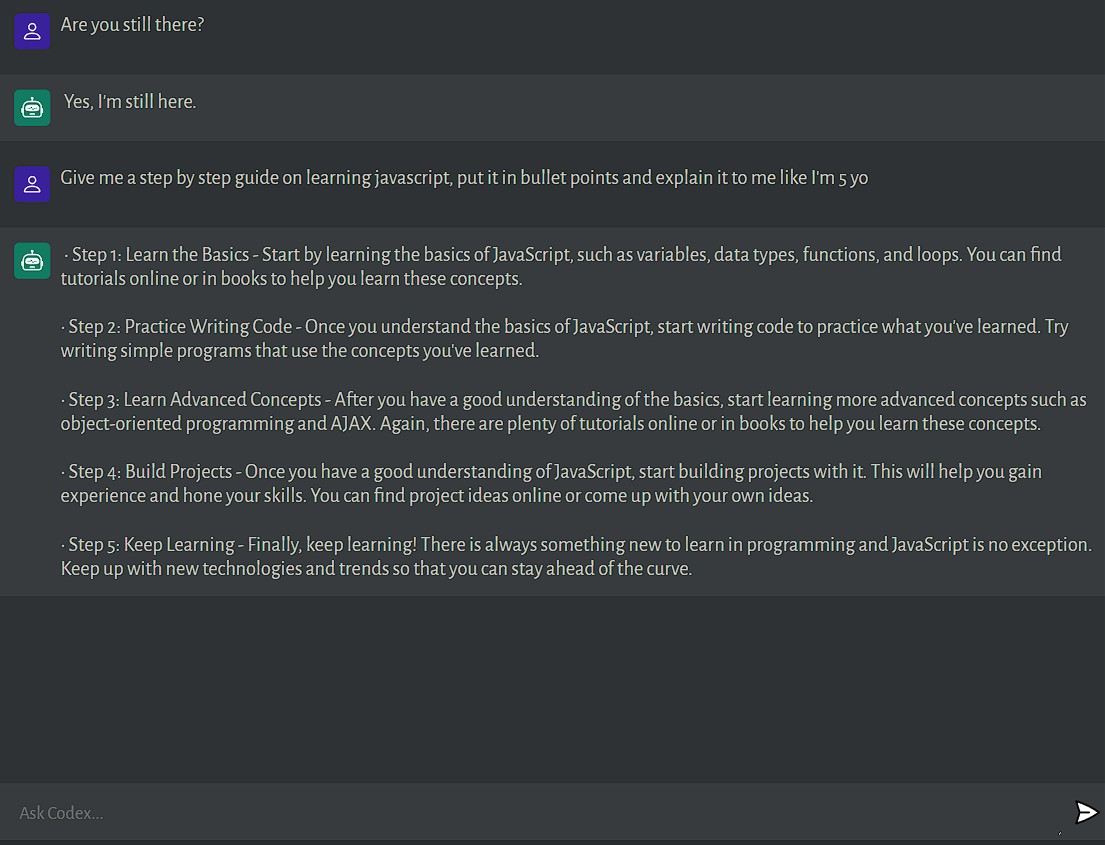 Are you still there?
Yes, I'm still here.
Give me a step by step guide on learning javascript, put it in bullet points and explain it to me like I'm 5 yo
· Step 1: Learn the Basics - Start by learning the basics of JavaScript, such as variables, data types, functions, and loops. You can find
tutorials online or in books to help you learn these concepts.
· Step 2: Practice Writing Code - Once you understand the basics of JavaScript, start writing code to practice what you've learned. Try
writing simple programs that use the concepts you've learned.
· Step 3: Learn Advanced Concepts - After you have a good understanding of the basics, start learning more advanced concepts such as
object-oriented programming and AJAX. Again, there are plenty of tutorials online or in books to help you learn these concepts.
· Step 4: Build Projects - Once you have a good understanding of JavaScript, start building projects with it. This will help you gain
experience and hone your skills. You can find project ideas online or come up with your own ideas.
· Step 5: Keep Learning - Finally, keep learning! There is always something new to learn in programming and JavaScript is no exception.
Keep up with new technologies and trends so that you can stay ahead of the curve.
Ask Codex...